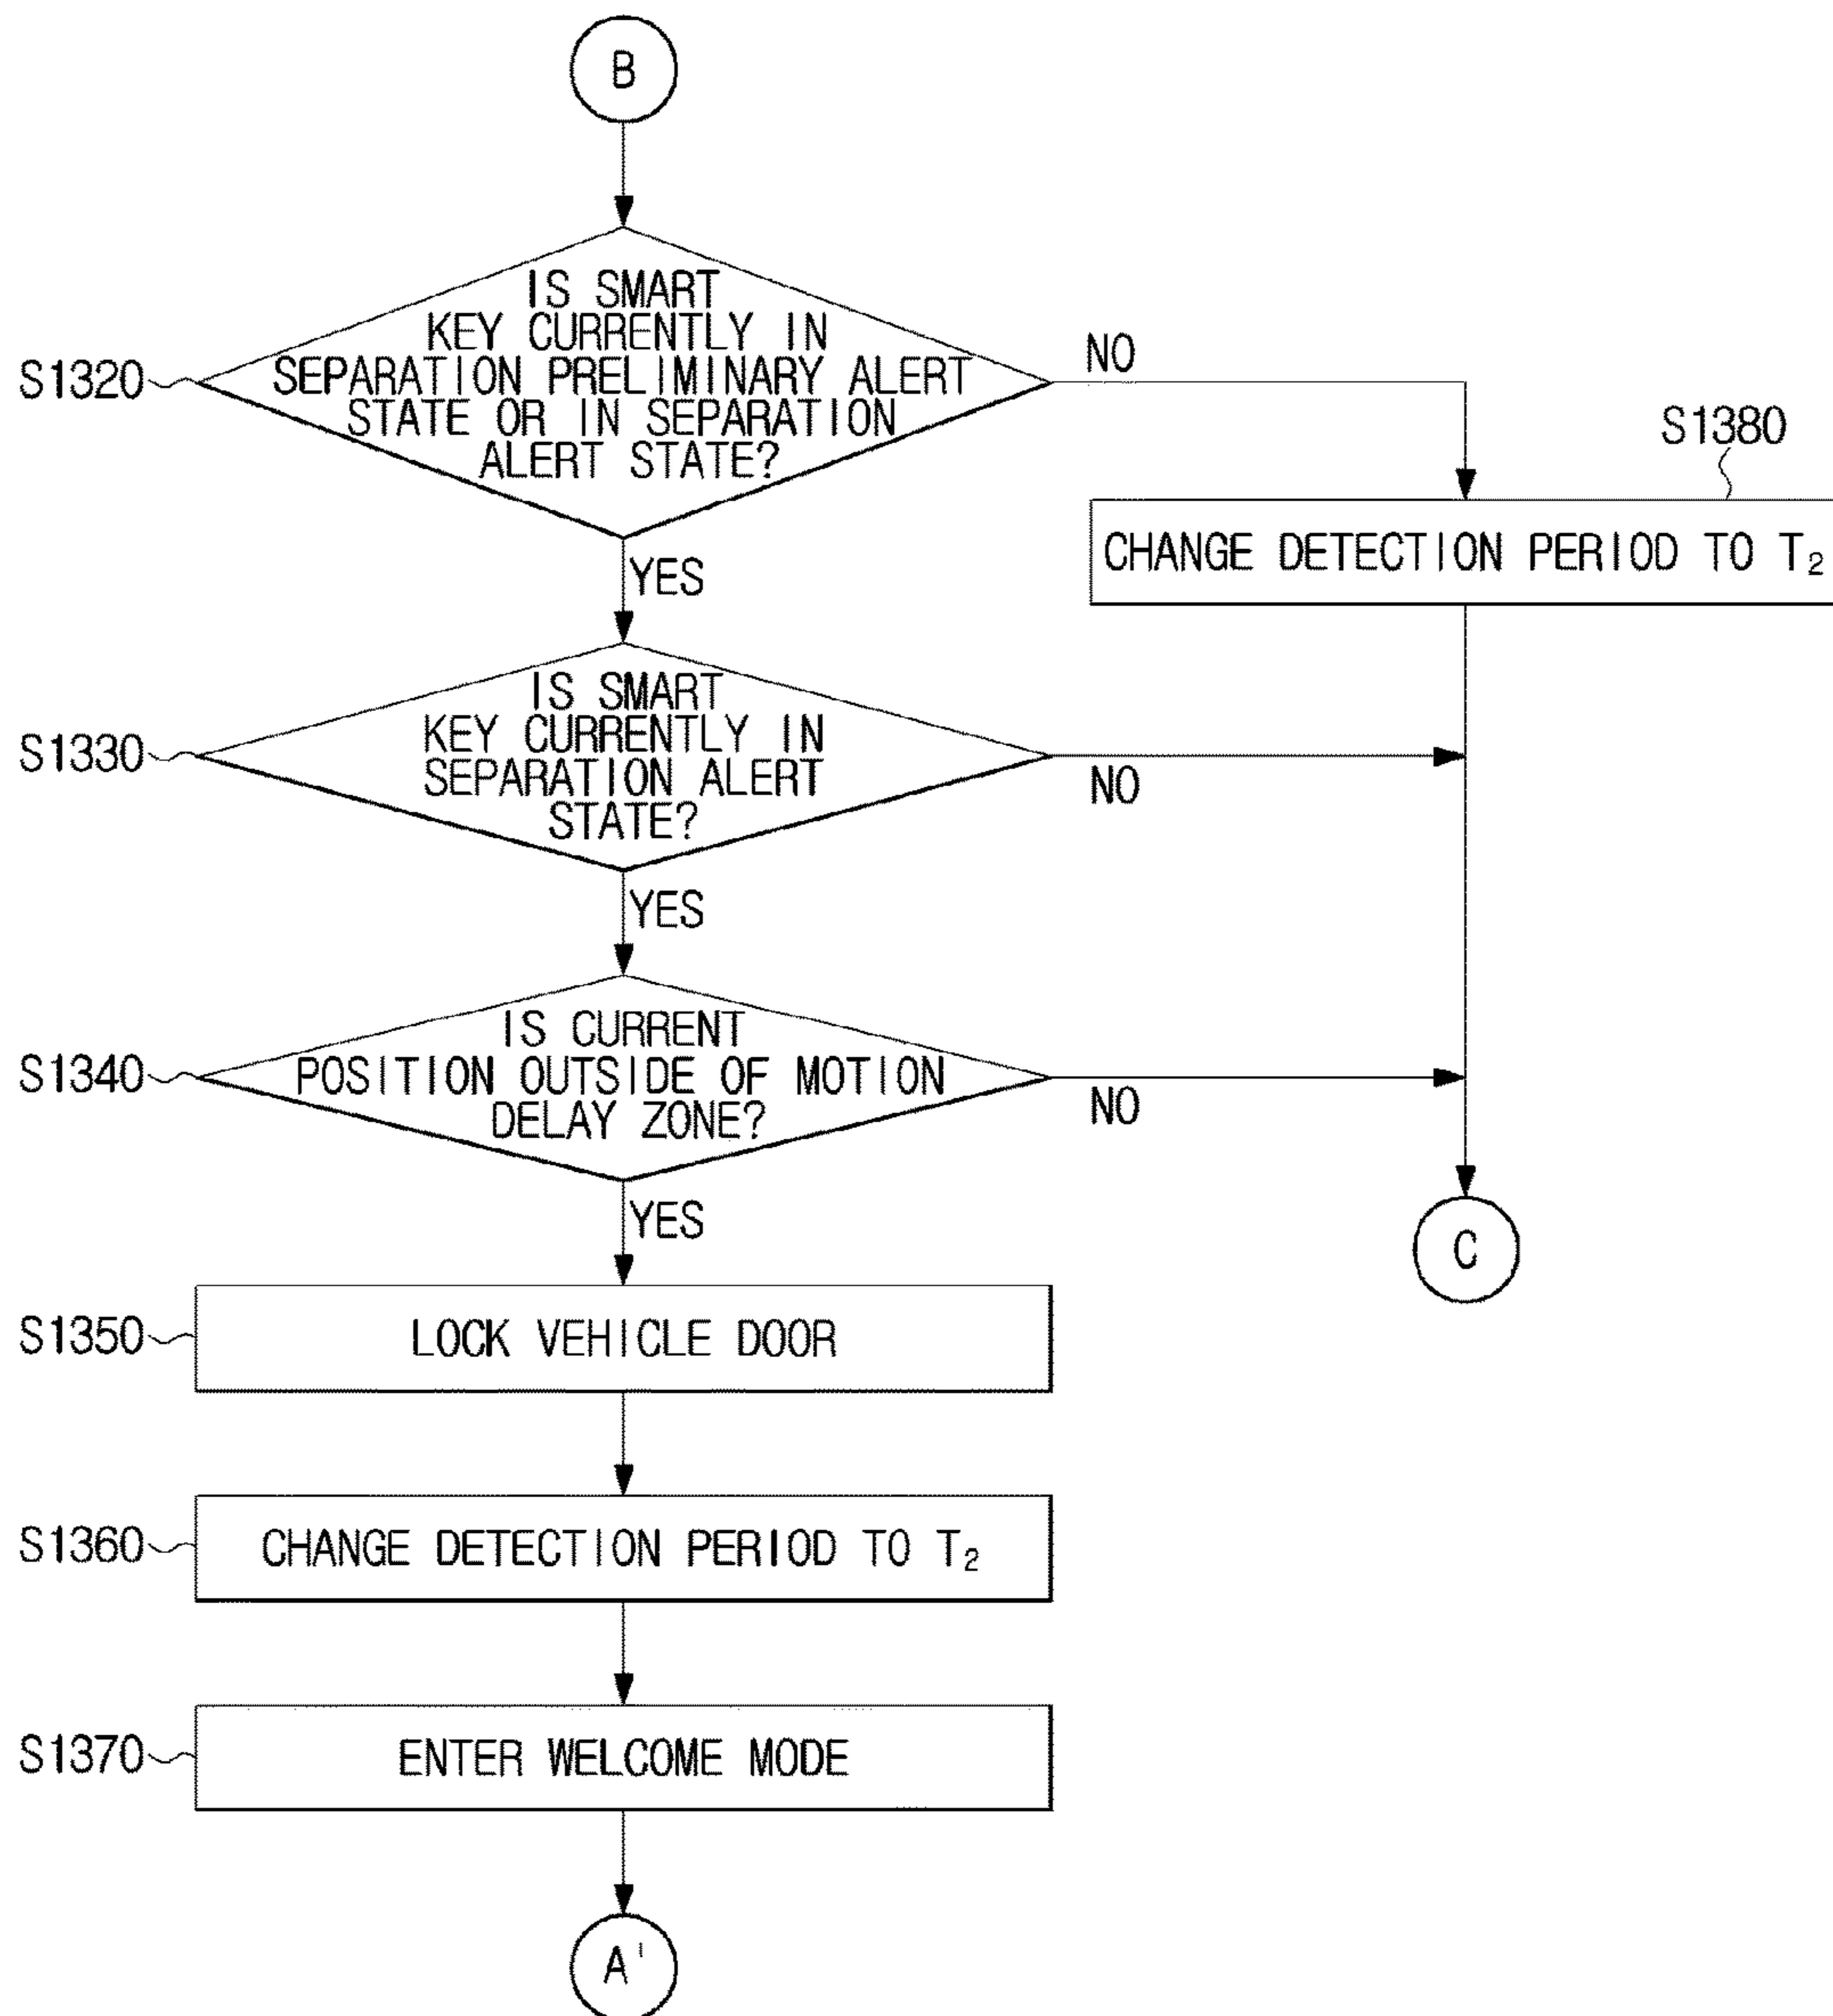 B
S1320
IS SMART
KEY CURRENTLY IN
SEPARATION PRELIMINARY ALERT
STATE OR IN SEPARATION
ALERT STATE?
NO
YES
S1380
CHANGE DETECTION PERIOD TO T₂
S1330
IS SMART
KEY CURRENTLY IN
SEPARATION ALERT
STATE?
NO
YES
S1340
IS CURRENT
POSITION OUTSIDE OF MOTION
DELAY ZONE?
NO
YES
C
S1350
LOCK VEHICLE DOOR
S1360
CHANGE DETECTION PERIOD TO T₂
S1370
ENTER WELCOME MODE
A'